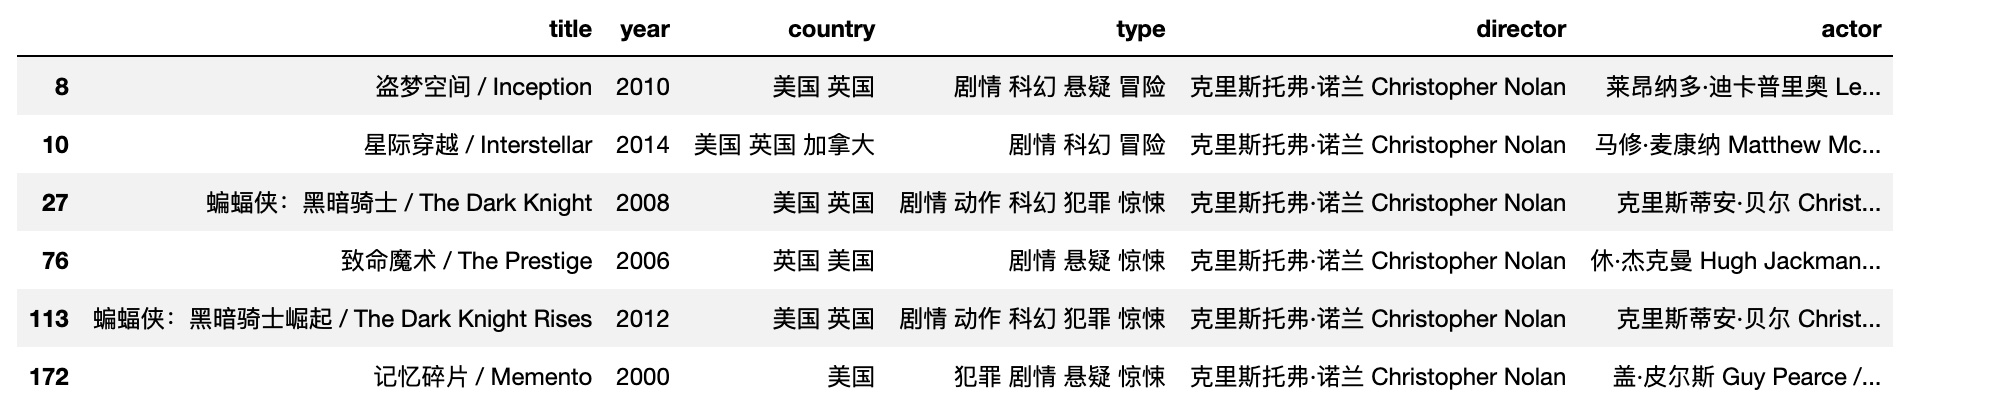 title year country type director actor
8 盗梦空间 / Inception 2010 美国 英国 剧情 科幻 悬疑 冒险 克里斯托弗·诺兰 Christopher Nolan 莱昂纳多·迪卡普里奥 Le...
10 星际穿越 / Interstellar 2014 美国 英国 加拿大 剧情 科幻 冒险 克里斯托弗·诺兰 Christopher Nolan 马修·麦康纳 Matthew Mc...
27 蝙蝠侠：黑暗骑士 / The Dark Knight 2008 美国 英国 剧情 动作 科幻 犯罪 惊悚 克里斯托弗·诺兰 Christopher Nolan 克里斯蒂安·贝尔 Christ...
76 致命魔术 / The Prestige 2006 英国 美国 剧情 悬疑 惊悚 克里斯托弗·诺兰 Christopher Nolan 休·杰克曼 Hugh Jackman...
113 蝙蝠侠：黑暗骑士崛起 / The Dark Knight Rises 2012 美国 英国 剧情 动作 科幻 犯罪 惊悚 克里斯托弗·诺兰 Christopher Nolan 克里斯蒂安·贝尔 Christ...
172 记忆碎片 / Memento 2000 美国 犯罪 剧情 悬疑 惊悚 克里斯托弗·诺兰 Christopher Nolan 盖·皮尔斯 Guy Pearce /...